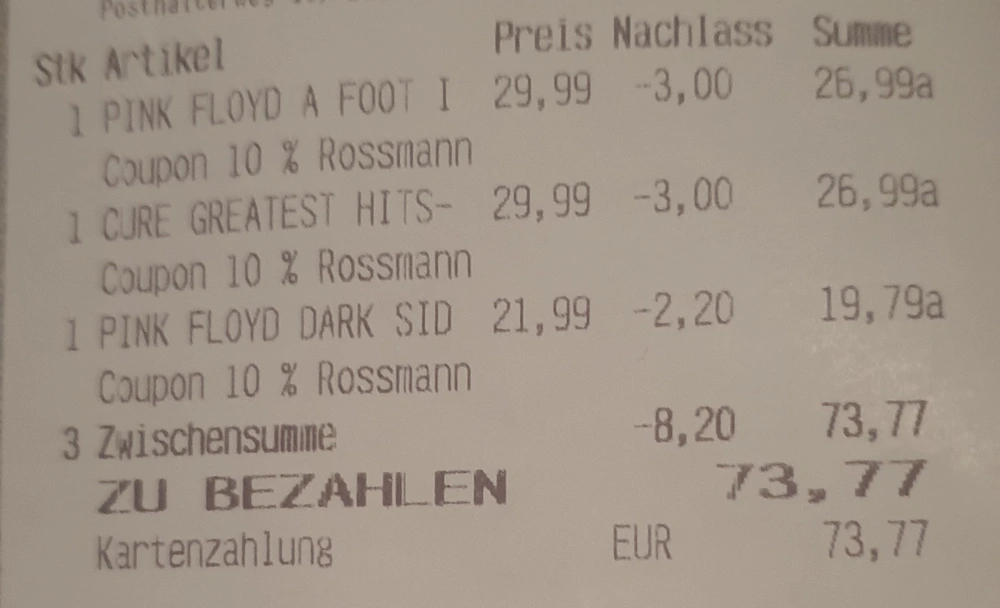 Stk Artikel Preis Nachlass Summe
1 PINK FLOYD A FOOT I 29,99 -3,00 26,99a
Coupon 10 % Rossmann
1 CURE GREATEST HITS- 29,99 -3,00 26,99a
Coupon 10 % Rossmann
1 PINK FLOYD DARK SID 21,99 -2,20 19,79a
Coupon 10 % Rossmann
3 Zwischensumme -8,20 73,77
ZU BEZAHLEN 73,77
Kartenzahlung EUR 73,77